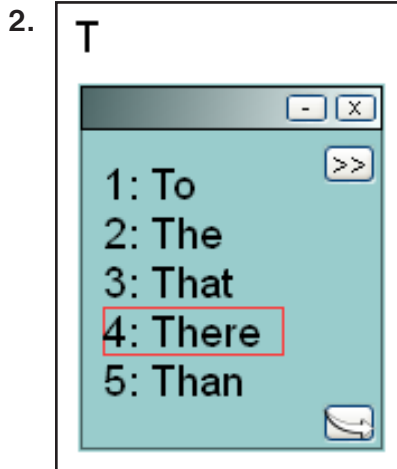 2.
T
- x
>>
1: To
2: The
3: That
4: There
5: Than